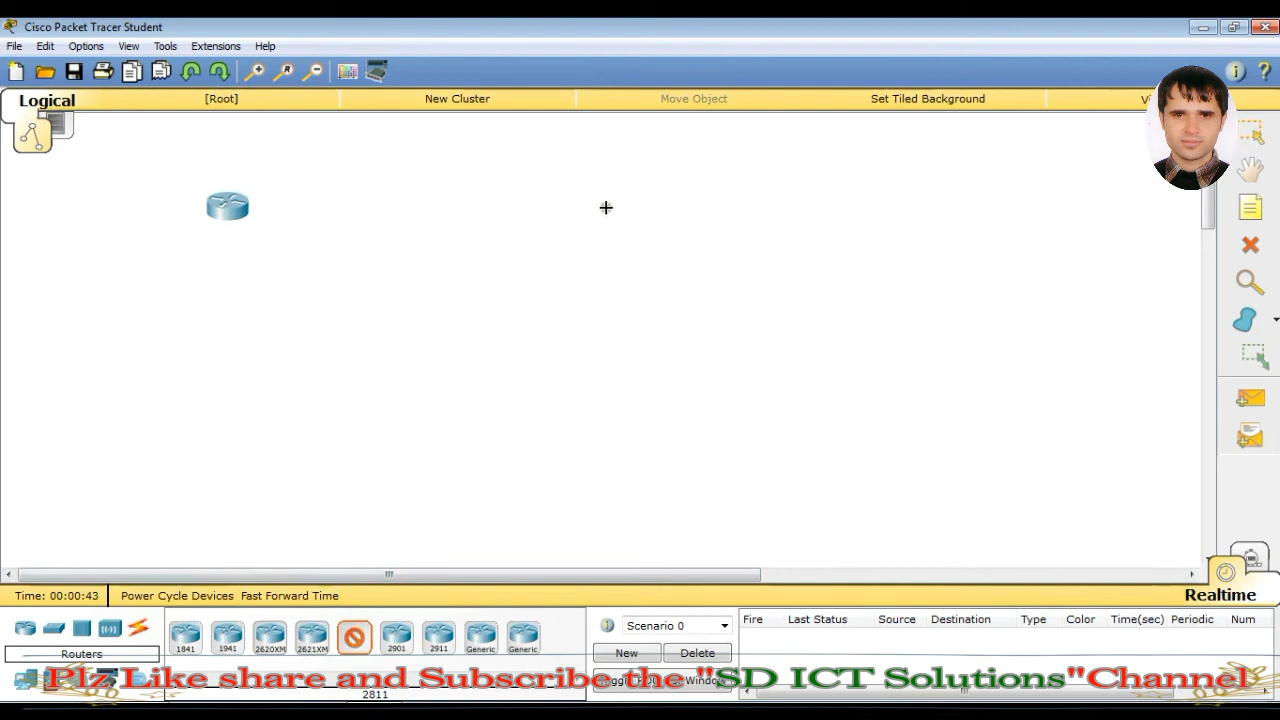 Cisco Packet Tracer Student
File Edit Options View Tools Extensions Help
Logical [Root] New Cluster Move Object Set Tiled Background
Time: 00:00:43 Power Cycle Devices Fast Forward Time Realtime
Scenario 0 Fire Last Status Source Destination Type Color Time(sec) Periodic Num
1841 1941 2620XM 2621XM 2901 2911 Generic Generic
Routers New Delete
Plz Like share and Subscribe the "SD ICT Solutions"Channel
2811